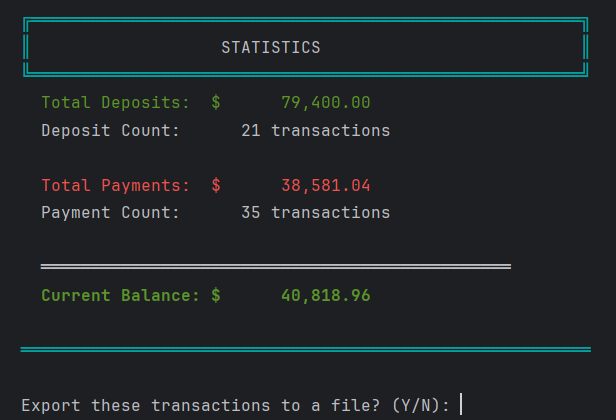 STATISTICS
Total Deposits: $ 79,400.00
Deposit Count: 21 transactions
Total Payments: $ 38,581.04
Payment Count: 35 transactions
Current Balance: $ 40,818.96
Export these transactions to a file? (Y/N):